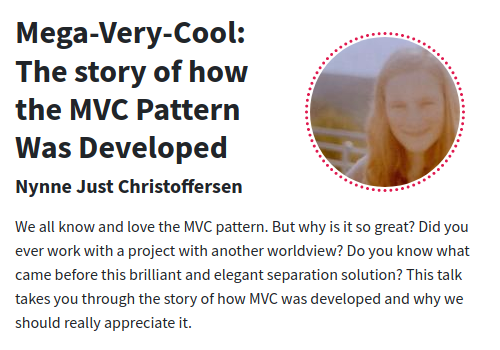 Mega-Very-Cool:
The story of how
the MVC Pattern
Was Developed
Nynne Just Christoffersen
We all know and love the MVC pattern. But why is it so great? Did you
ever work with a project with another worldview? Do you know what
came before this brilliant and elegant separation solution? This talk
takes you through the story of how MVC was developed and why we
should really appreciate it.